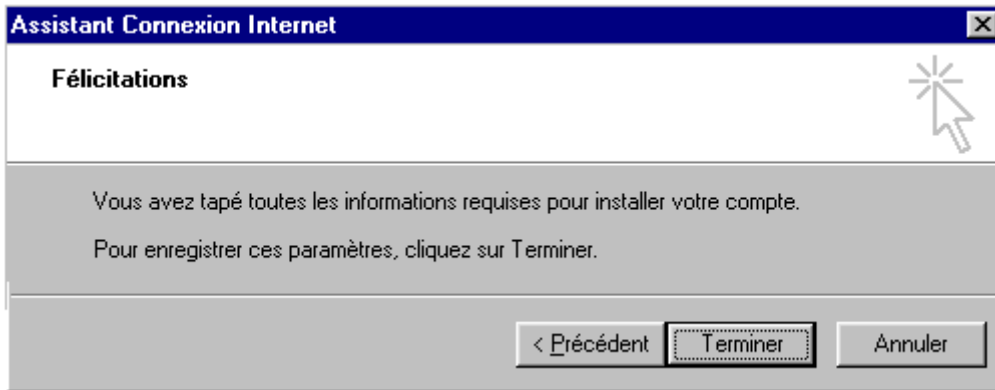 Assistant Connexion Internet
Félicitations
Vous avez tapé toutes les informations requises pour installer votre compte.
Pour enregistrer ces paramètres, cliquez sur Terminer.
< Précédent Terminer Annuler